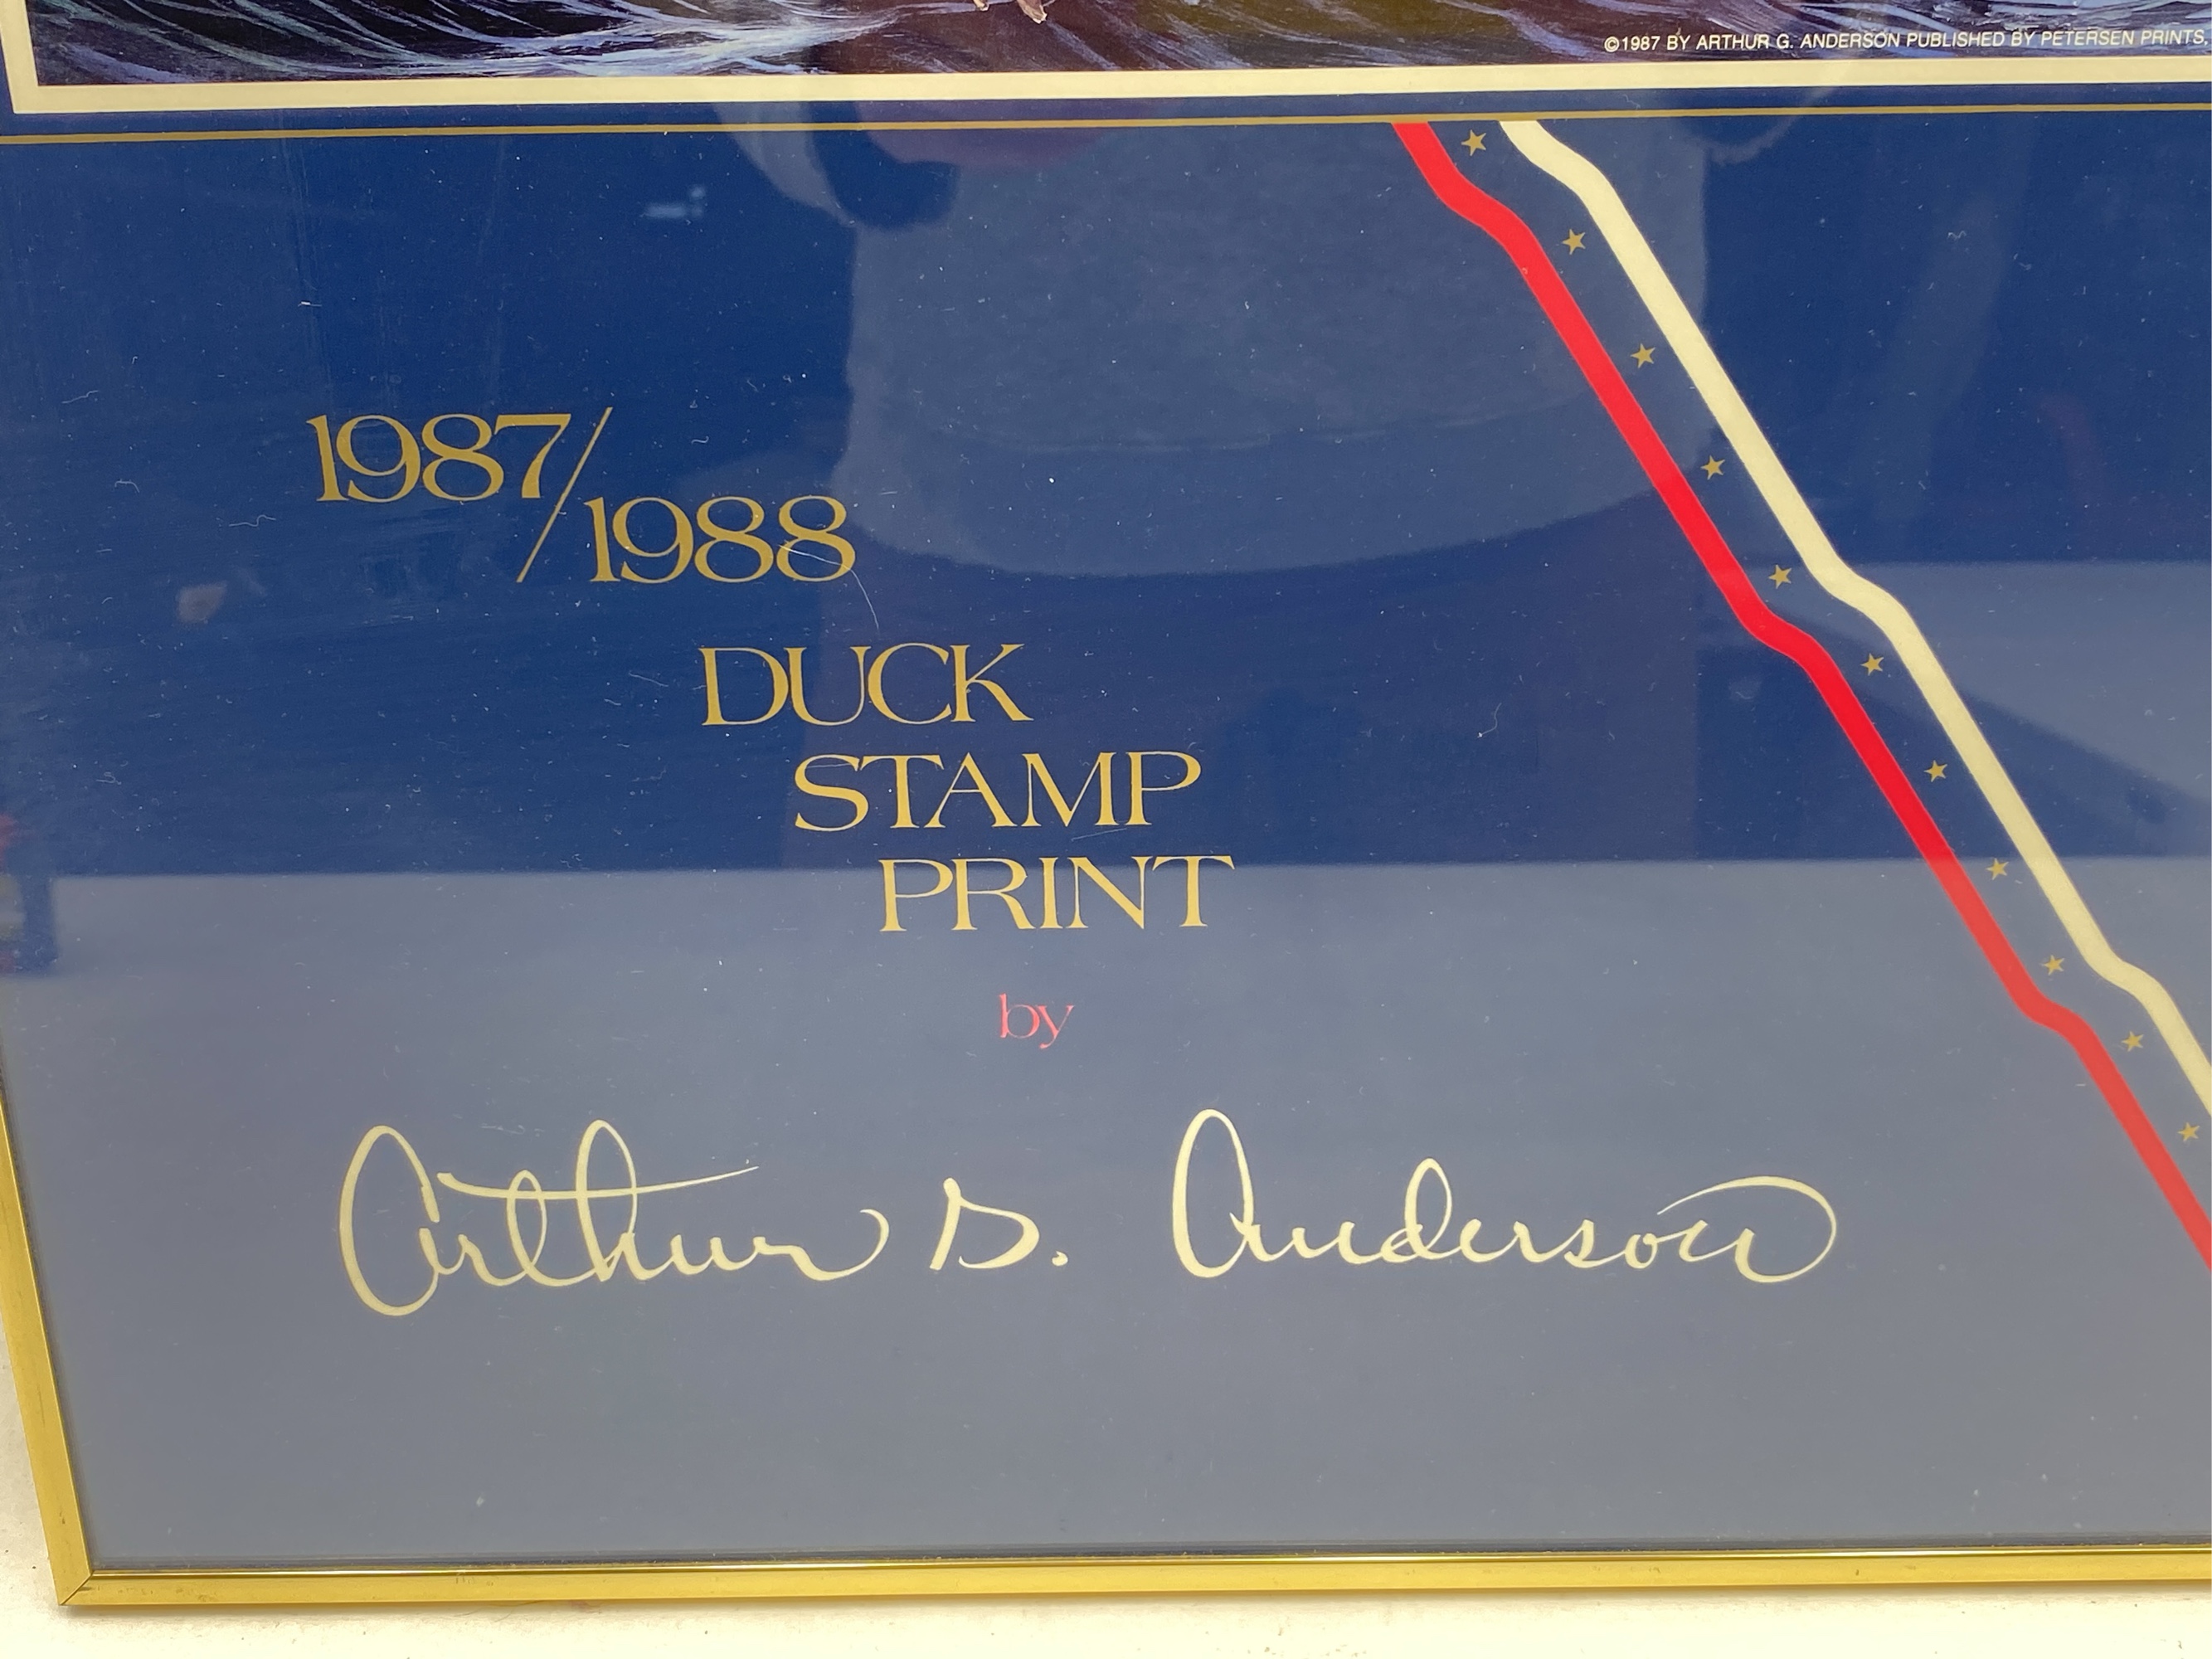 ©1987 BY ARTHUR G. ANDERSON PUBLISHED BY PETERSEN PRINTS,
1987/
1988
DUCK
STAMP
PRINT
by
Arthur G. Anderson